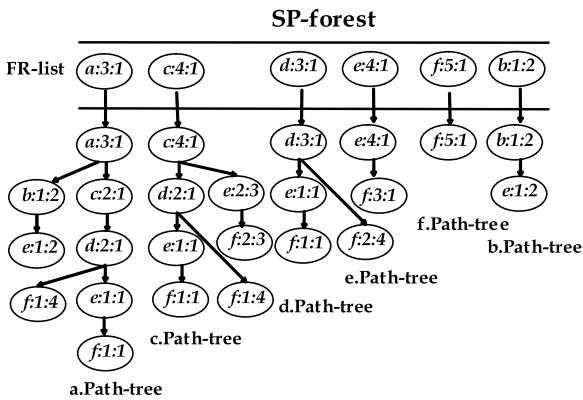 SP-forest
FR-list a:3:1 c:4:1 d:3:1 e:4:1 f:5:1 b:1:2
a:3:1 c:4:1 d:3:1 e:4:1 f:5:1 b:1:2
b:1:2 c:2:1 d:2:1 e:2:3 e:1:1 f:3:1 e:1:2
f.Path-tree
e:1:2 d:2:1 e:1:1 f:2:3 f:1:1 f:2:4 b.Path-tree
e.Path-tree
f:1:4 e:1:1 f:1:1 f:1:4 d.Path-tree
c.Path-tree
f:1:1
a.Path-tree